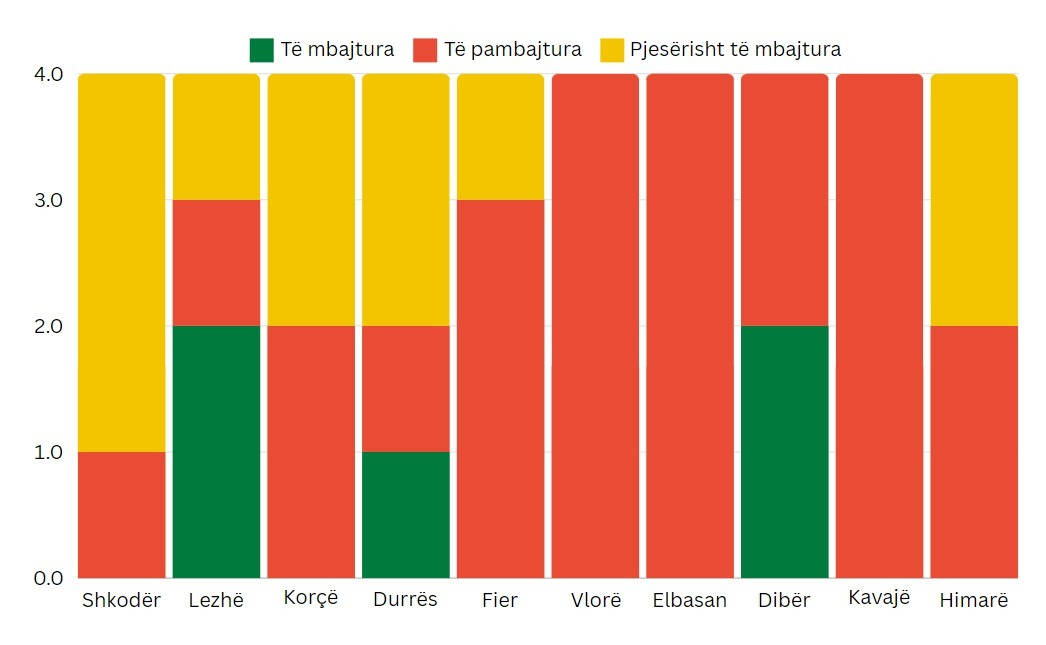 Të mbajtura Të pambajtura Pjesërisht të mbajtura
4.0
3.0
2.0
1.0
0.0
Shkodër Lezhë Korçë Durrës Fier Vlorë Elbasan Dibër Kavajë Himarë